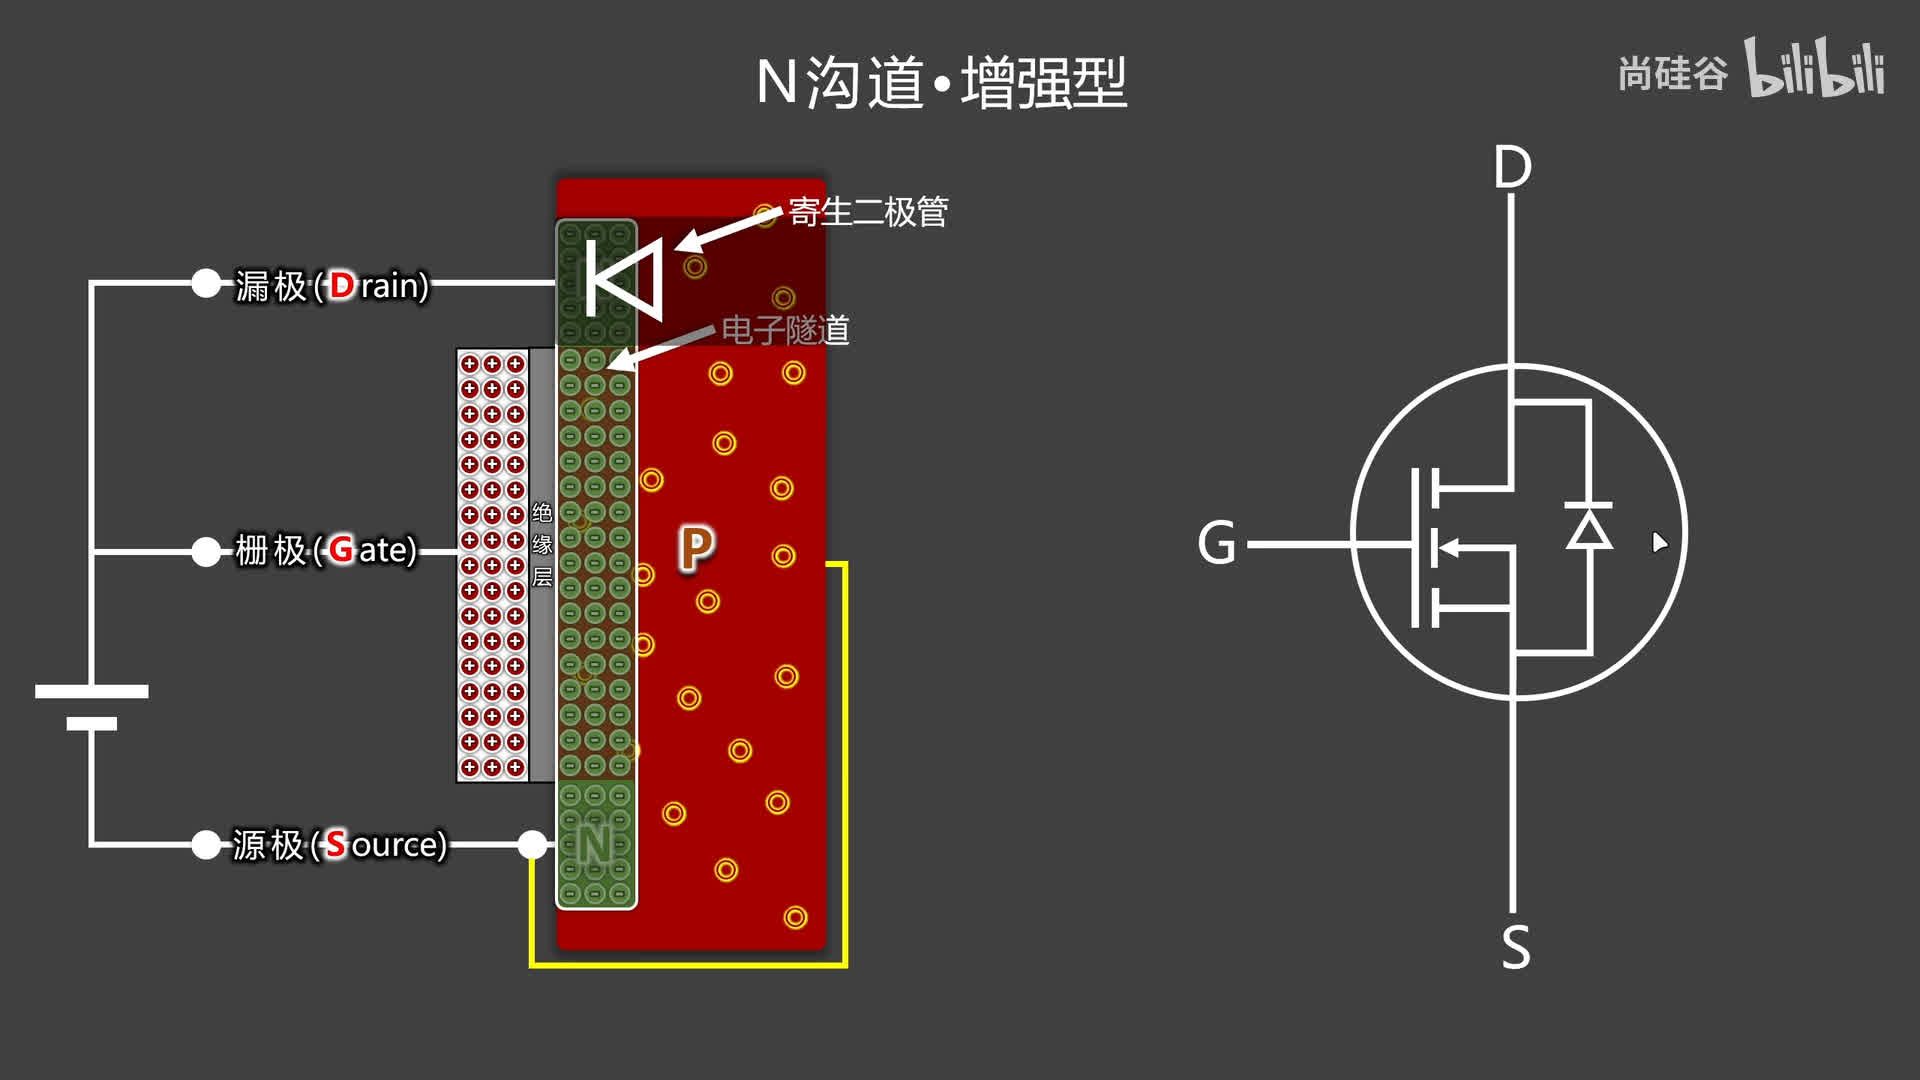 N沟道•增强型
尚硅谷 bilibili
寄生二极管
漏极(Drain)
电子隧道
绝缘层
栅极(Gate)
P
源极(Source)
N
D
G
S